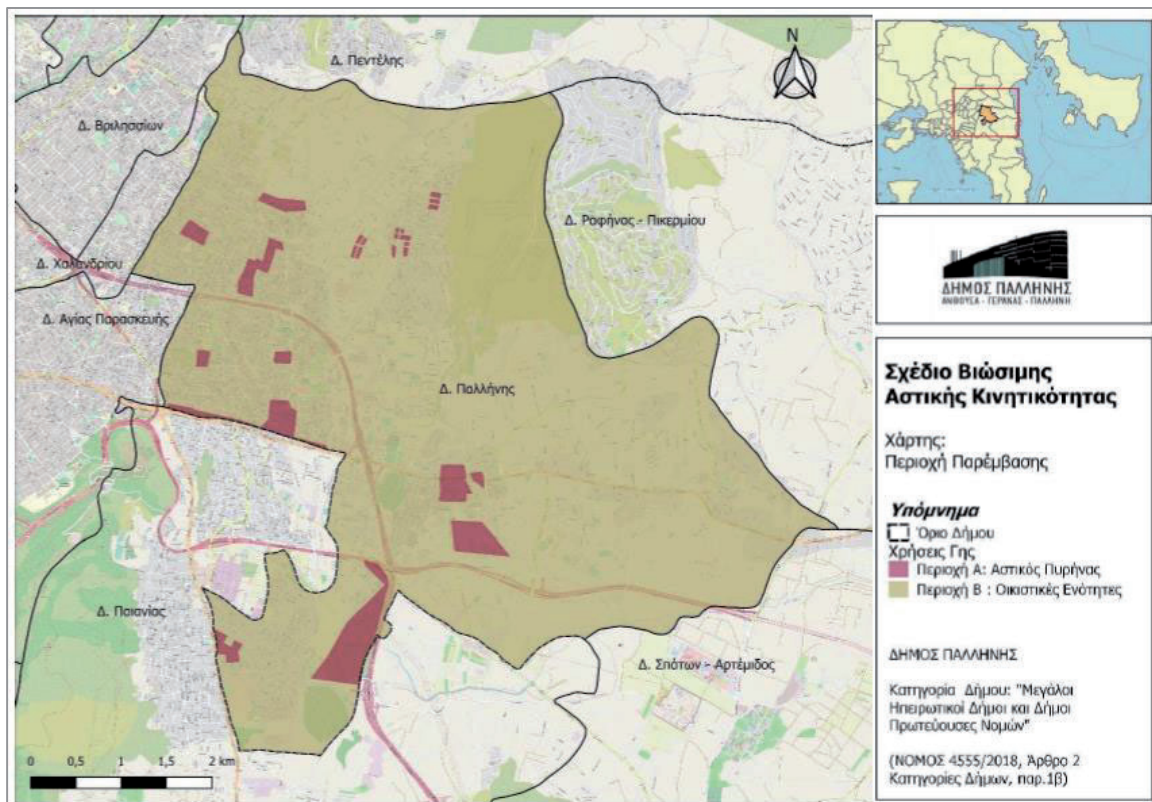 Δ. Πεντέλης
N
Δ. Βριλησσίων
Δ. Ραφήνας - Πικερμίου
Δ. Χαλανδρίου
Δ. Αγίας Παρασκευής
Δ. Παλλήνης
Δ. Παιανίας
Δ. Σπάτων - Αρτέμιδος
0 0,5 1 2 km
ΔΗΜΟΣ ΠΑΛΛΗΝΗΣ
ΑΝΘΟΥΣΑ - ΓΕΡΑΚΑΣ - ΠΑΛΛΗΝΗ
Σχέδιο Βιώσιμης
Αστικής Κινητικότητας
Χάρτης:
Περιοχή Παρέμβασης
Υπόμνημα
Όριο Δήμου
Χρήσεις Γης
Περιοχή Α: Αστικός Πυρήνας
Περιοχή Β : Οικιστικές Ενότητες
ΔΗΜΟΣ ΠΑΛΛΗΝΗΣ
Κατηγορία Δήμου: "Μεγάλοι
Ηπειρωτικοί Δήμοι και Δήμοι
Πρωτεύουσες Νομών"
(ΝΟΜΟΣ 4555/2018, Άρθρο 2
Κατηγορίες Δήμων, παρ.1β)